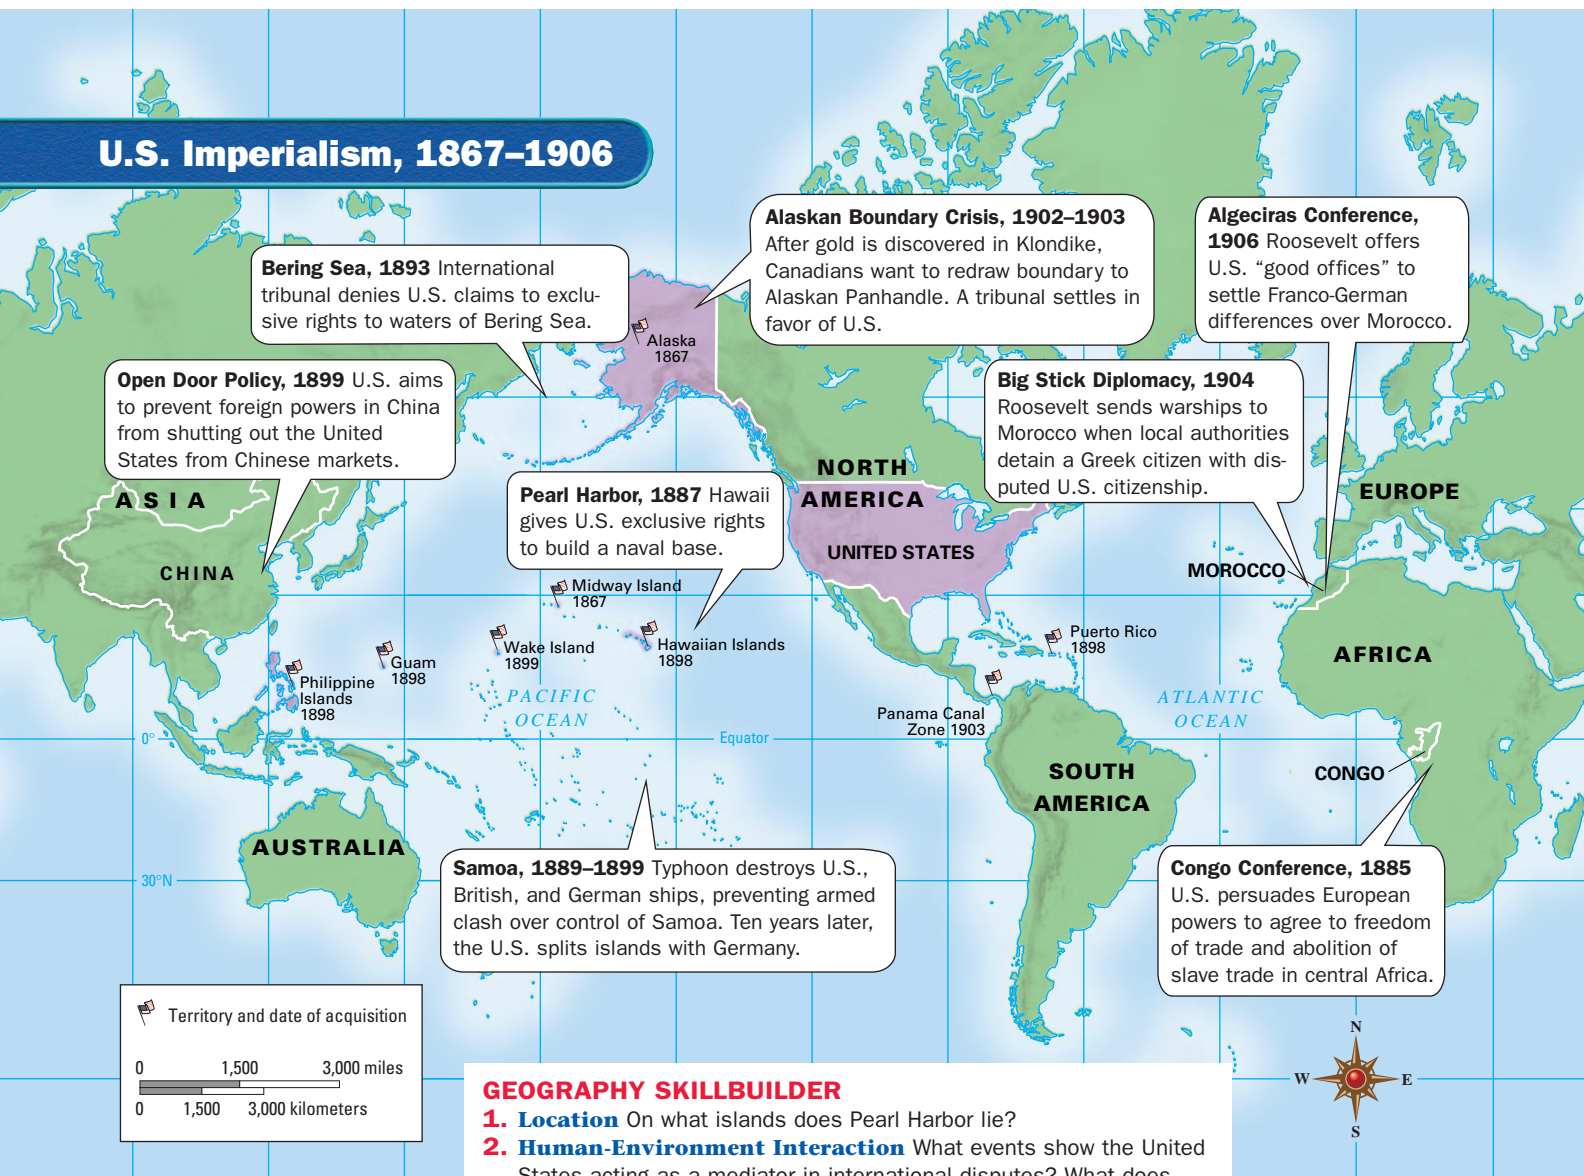 U.S. Imperialism, 1867–1906
Alaskan Boundary Crisis, 1902–1903
After gold is discovered in Klondike,
Canadians want to redraw boundary to
Alaskan Panhandle. A tribunal settles in
favor of U.S.
Algeciras Conference,
1906 Roosevelt offers
U.S. “good offices” to
settle Franco-German
differences over Morocco.
Bering Sea, 1893 International
tribunal denies U.S. claims to exclu-
sive rights to waters of Bering Sea.
Alaska
1867
Open Door Policy, 1899 U.S. aims
to prevent foreign powers in China
from shutting out the United
States from Chinese markets.
Big Stick Diplomacy, 1904
Roosevelt sends warships to
Morocco when local authorities
detain a Greek citizen with dis-
puted U.S. citizenship.
Pearl Harbor, 1887 Hawaii
gives U.S. exclusive rights
to build a naval base.
NORTH
AMERICA
UNITED STATES
ASIA
CHINA
EUROPE
MOROCCO
Midway Island
1867
Wake Island
1899
Hawaiian Islands
1898
Guam
1898
Philippine
Islands
1898
Puerto Rico
1898
Panama Canal
Zone 1903
PACIFIC
OCEAN
ATLANTIC
OCEAN
AFRICA
0°
Equator
CONGO
SOUTH
AMERICA
AUSTRALIA
30°N
Samoa, 1889–1899 Typhoon destroys U.S.,
British, and German ships, preventing armed
clash over control of Samoa. Ten years later,
the U.S. splits islands with Germany.
Congo Conference, 1885
U.S. persuades European
powers to agree to freedom
of trade and abolition of
slave trade in central Africa.
Territory and date of acquisition
0 1,500 3,000 miles
0 1,500 3,000 kilometers
N
W E
S
GEOGRAPHY SKILLBUILDER
1. Location On what islands does Pearl Harbor lie?
2. Human-Environment Interaction What events show the United
States acting as a mediator in international disputes? What does